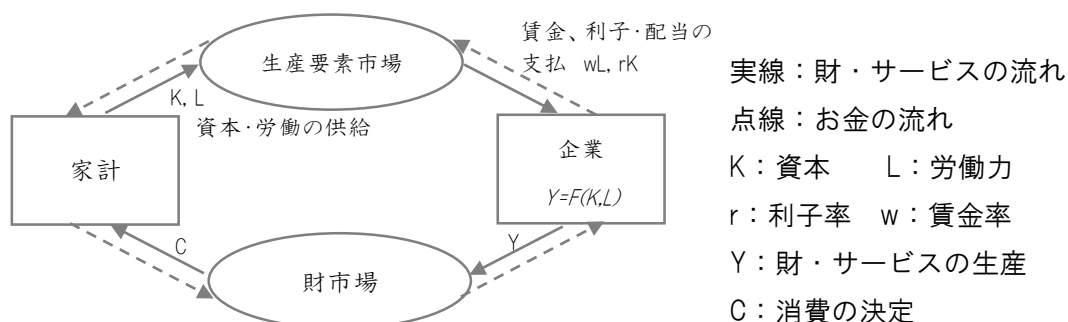 賃金、利子・配当の
支払 wL, rK
生産要素市場
K, L
資本・労働の供給
家計
企業
Y=F(K,L)
C
Y
財市場
実線：財・サービスの流れ
点線：お金の流れ
K：資本　L：労働力
r：利子率　w：賃金率
Y：財・サービスの生産
C：消費の決定